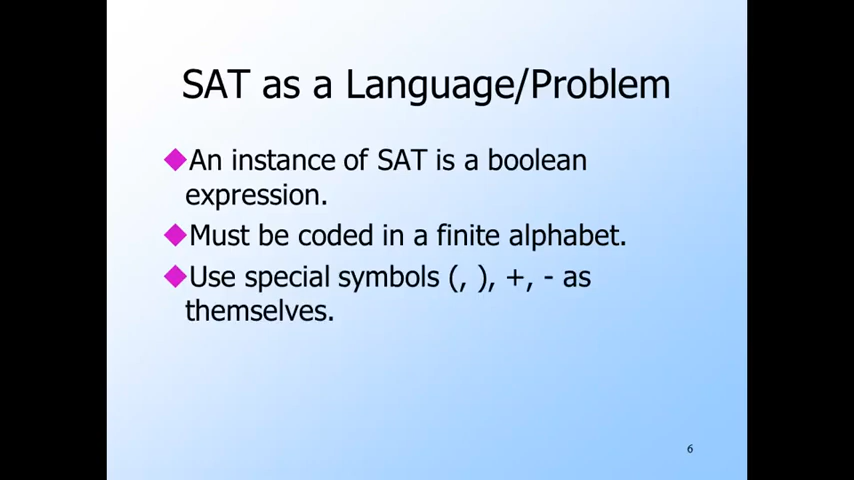 SAT as a Language/Problem
An instance of SAT is a boolean
expression.
Must be coded in a finite alphabet.
Use special symbols (, ), +, - as
themselves.
6